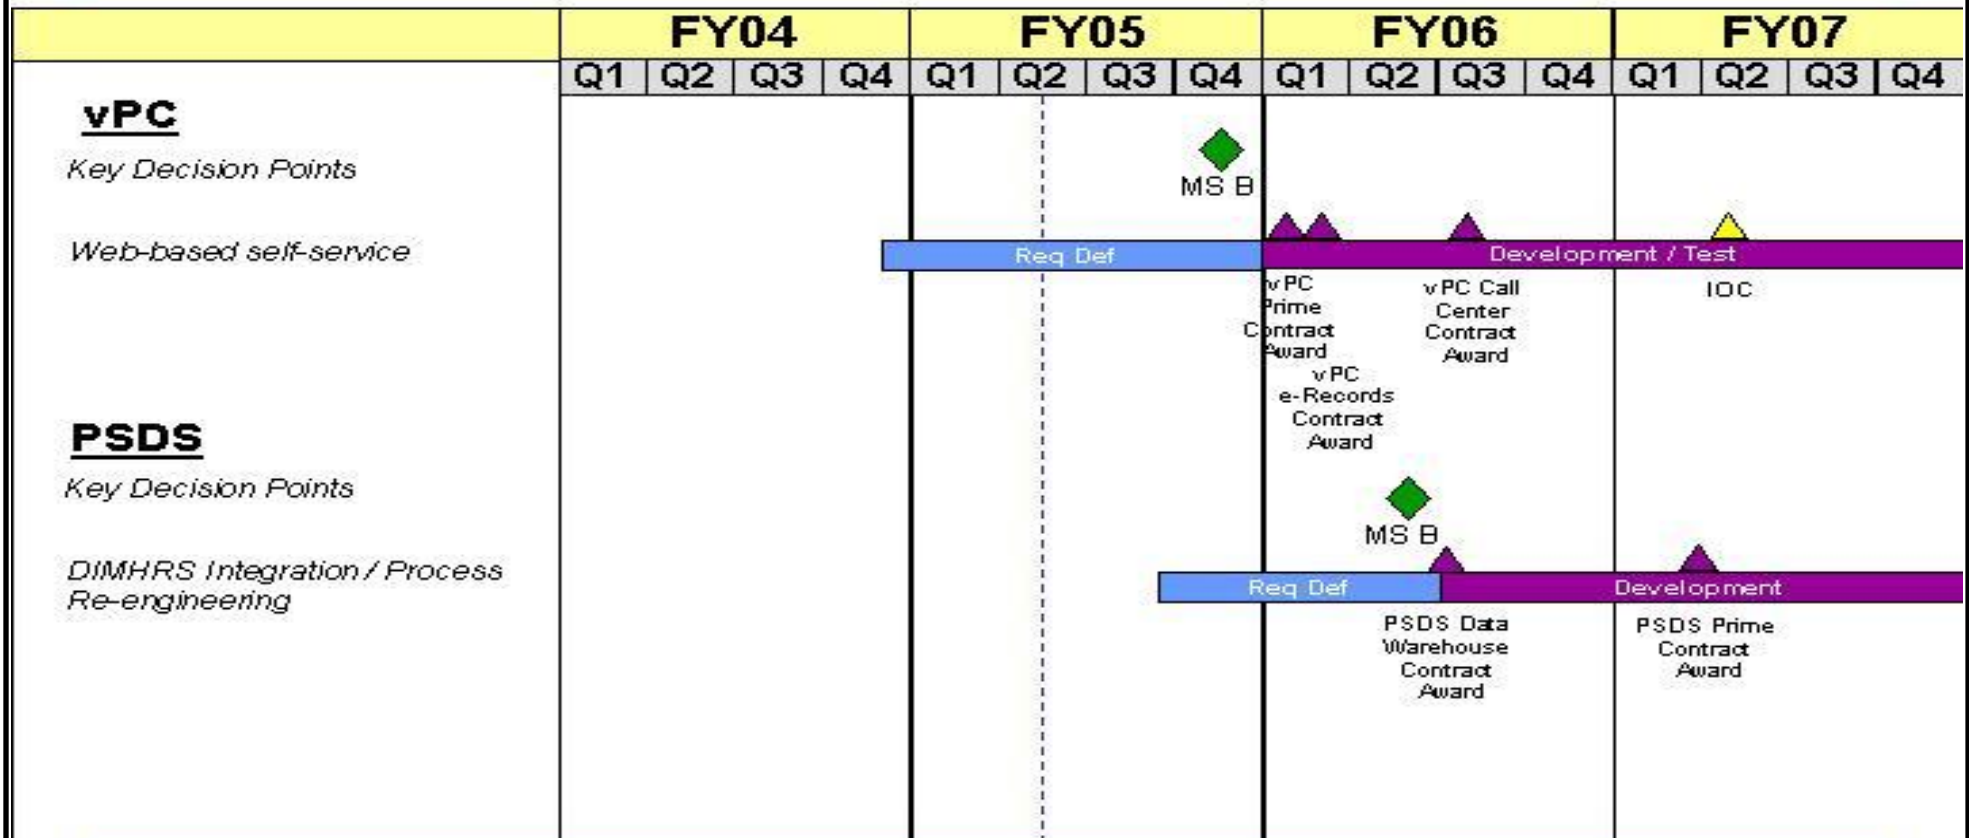 FY04 FY05 FY06 FY07
Q1 Q2 Q3 Q4 Q1 Q2 Q3 Q4 Q1 Q2 Q3 Q4 Q1 Q2 Q3 Q4
vPC
Key Decision Points
MS B
Web-based self-service
Req Def
Development / Test
vPC
Prime
Contract
Award
vPC
e-Records
Contract
Award
vPC Call
Center
Contract
Award
IOC
PSDS
Key Decision Points
MS B
DIMHRS Integration / Process
Re-engineering
Req Def
Development
PSDS Data
Warehouse
Contract
Award
PSDS Prime
Contract
Award